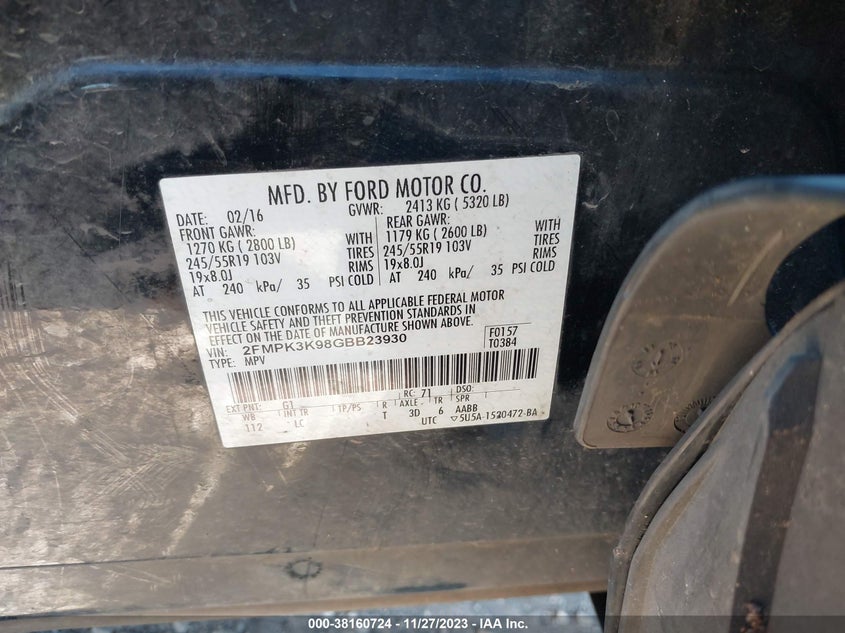 MFD. BY FORD MOTOR CO.
DATE: 02/16 GVWR: 2413 KG ( 5320 LB)
FRONT GAWR: REAR GAWR:
1270 KG ( 2800 LB) WITH 1179 KG ( 2600 LB) WITH
245/55R19 103V TIRES 245/55R19 103V TIRES
19x8.0J RIMS 19x8.0J RIMS
AT 240 kPa/ 35 PSI COLD AT 240 kPa/ 35 PSI COLD
THIS VEHICLE CONFORMS TO ALL APPLICABLE FEDERAL MOTOR
VEHICLE SAFETY AND THEFT PREVENTION STANDARDS IN
EFFECT ON THE DATE OF MANUFACTURE SHOWN ABOVE.
VIN: 2FMPK3K98GBB23930 F0157
TYPE: MPV T0384
EXT PNT: G1 RC: 71 DSO:
WB INT TR TP/PS R AXLE TR SPR
112 LC T 3D 6 AABB
UTC ▽5U5A-1520472-BA
000-38160724 - 11/27/2023 - IAA Inc.